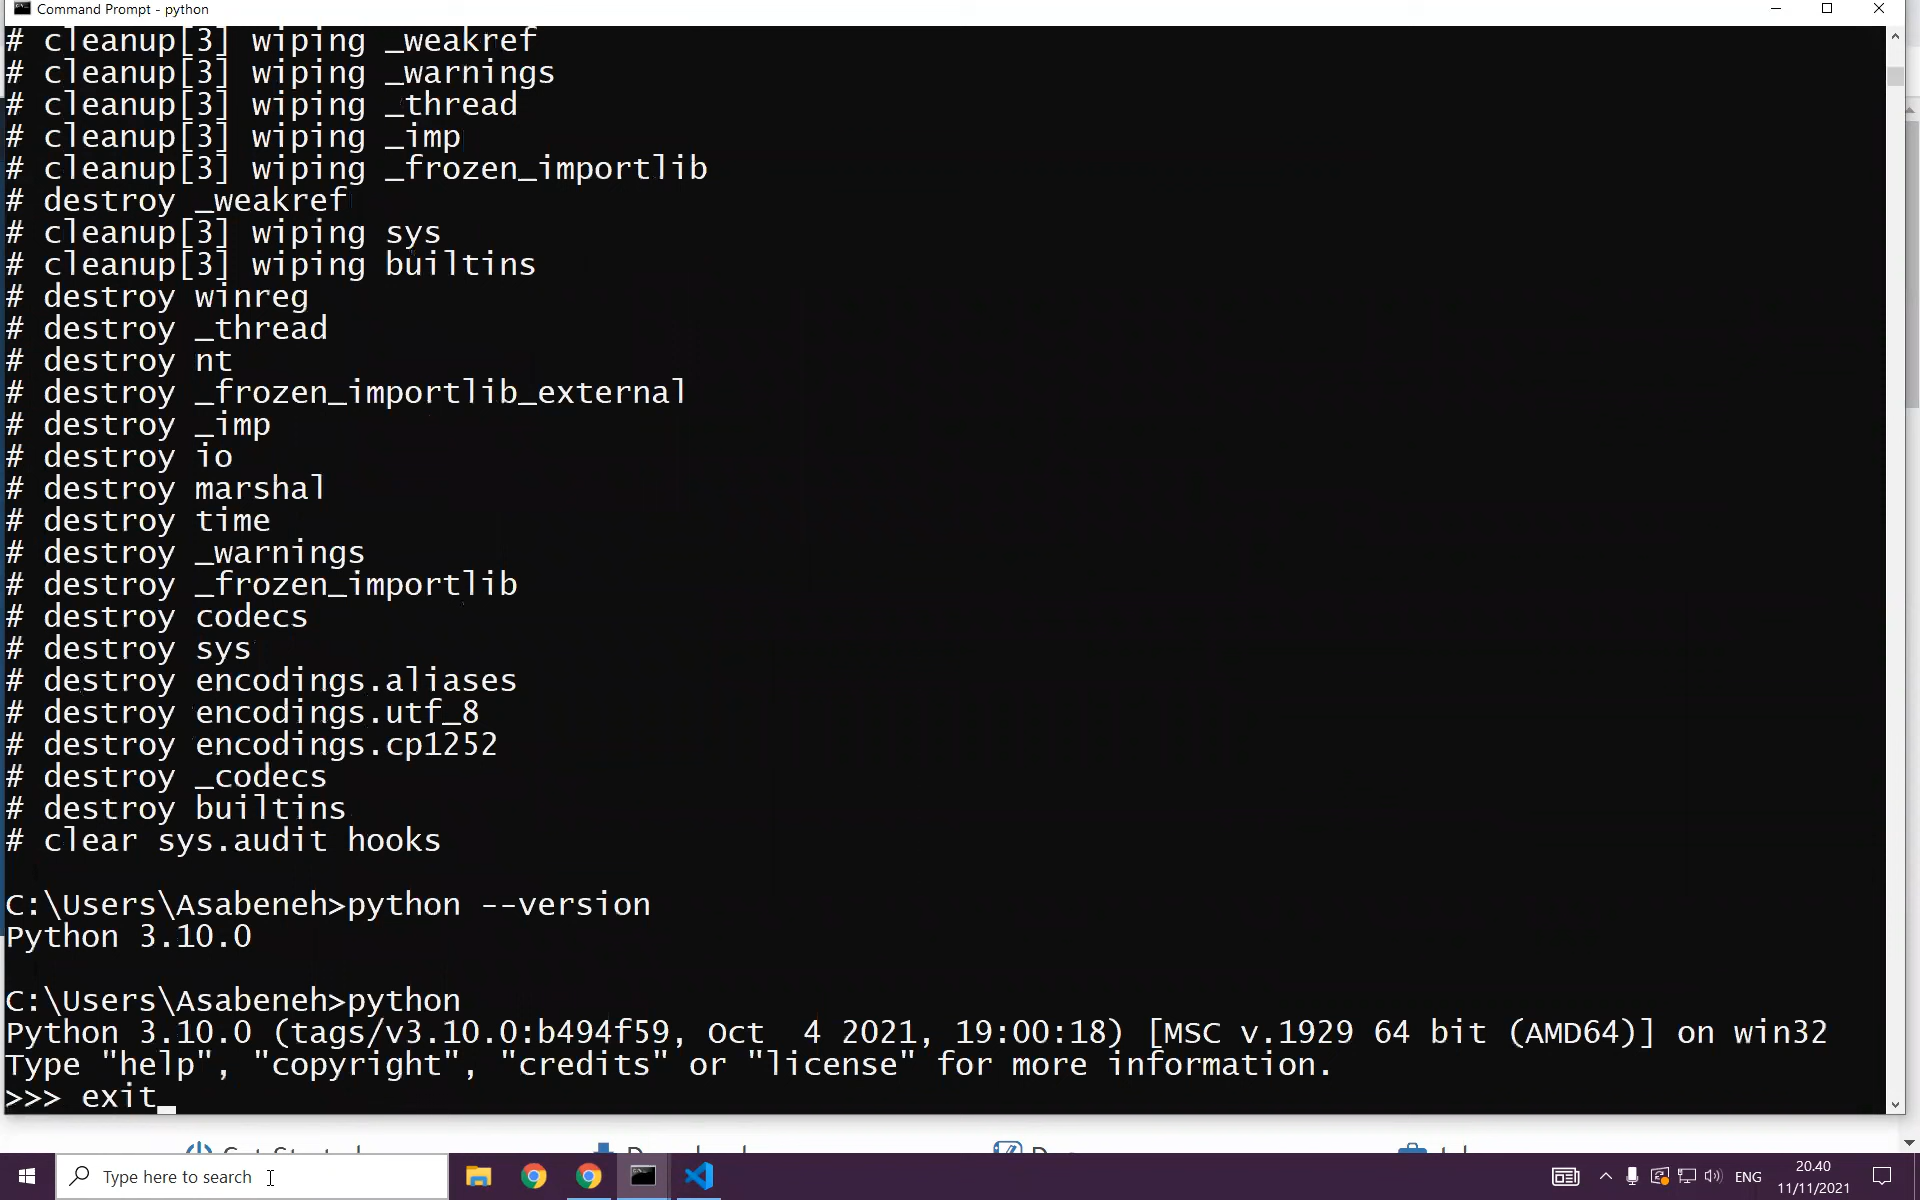 Command Prompt - python
# cleanup[3] wiping _weakref
# cleanup[3] wiping _warnings
# cleanup[3] wiping _thread
# cleanup[3] wiping _imp
# cleanup[3] wiping _frozen_importlib
# destroy _weakref
# cleanup[3] wiping sys
# cleanup[3] wiping builtins
# destroy winreg
# destroy _thread
# destroy nt
# destroy _frozen_importlib_external
# destroy _imp
# destroy io
# destroy marshal
# destroy time
# destroy _warnings
# destroy _frozen_importlib
# destroy codecs
# destroy sys
# destroy encodings.aliases
# destroy encodings.utf_8
# destroy encodings.cp1252
# destroy _codecs
# destroy builtins
# clear sys.audit hooks
C:\Users\Asabeneh>python --version
Python 3.10.0
C:\Users\Asabeneh>python
Python 3.10.0 (tags/v3.10.0:b494f59, Oct  4 2021, 19:00:18) [MSC v.1929 64 bit (AMD64)] on win32
Type "help", "copyright", "credits" or "license" for more information.
>>> exit_
Type here to search
ENG
20.40
11/11/2021